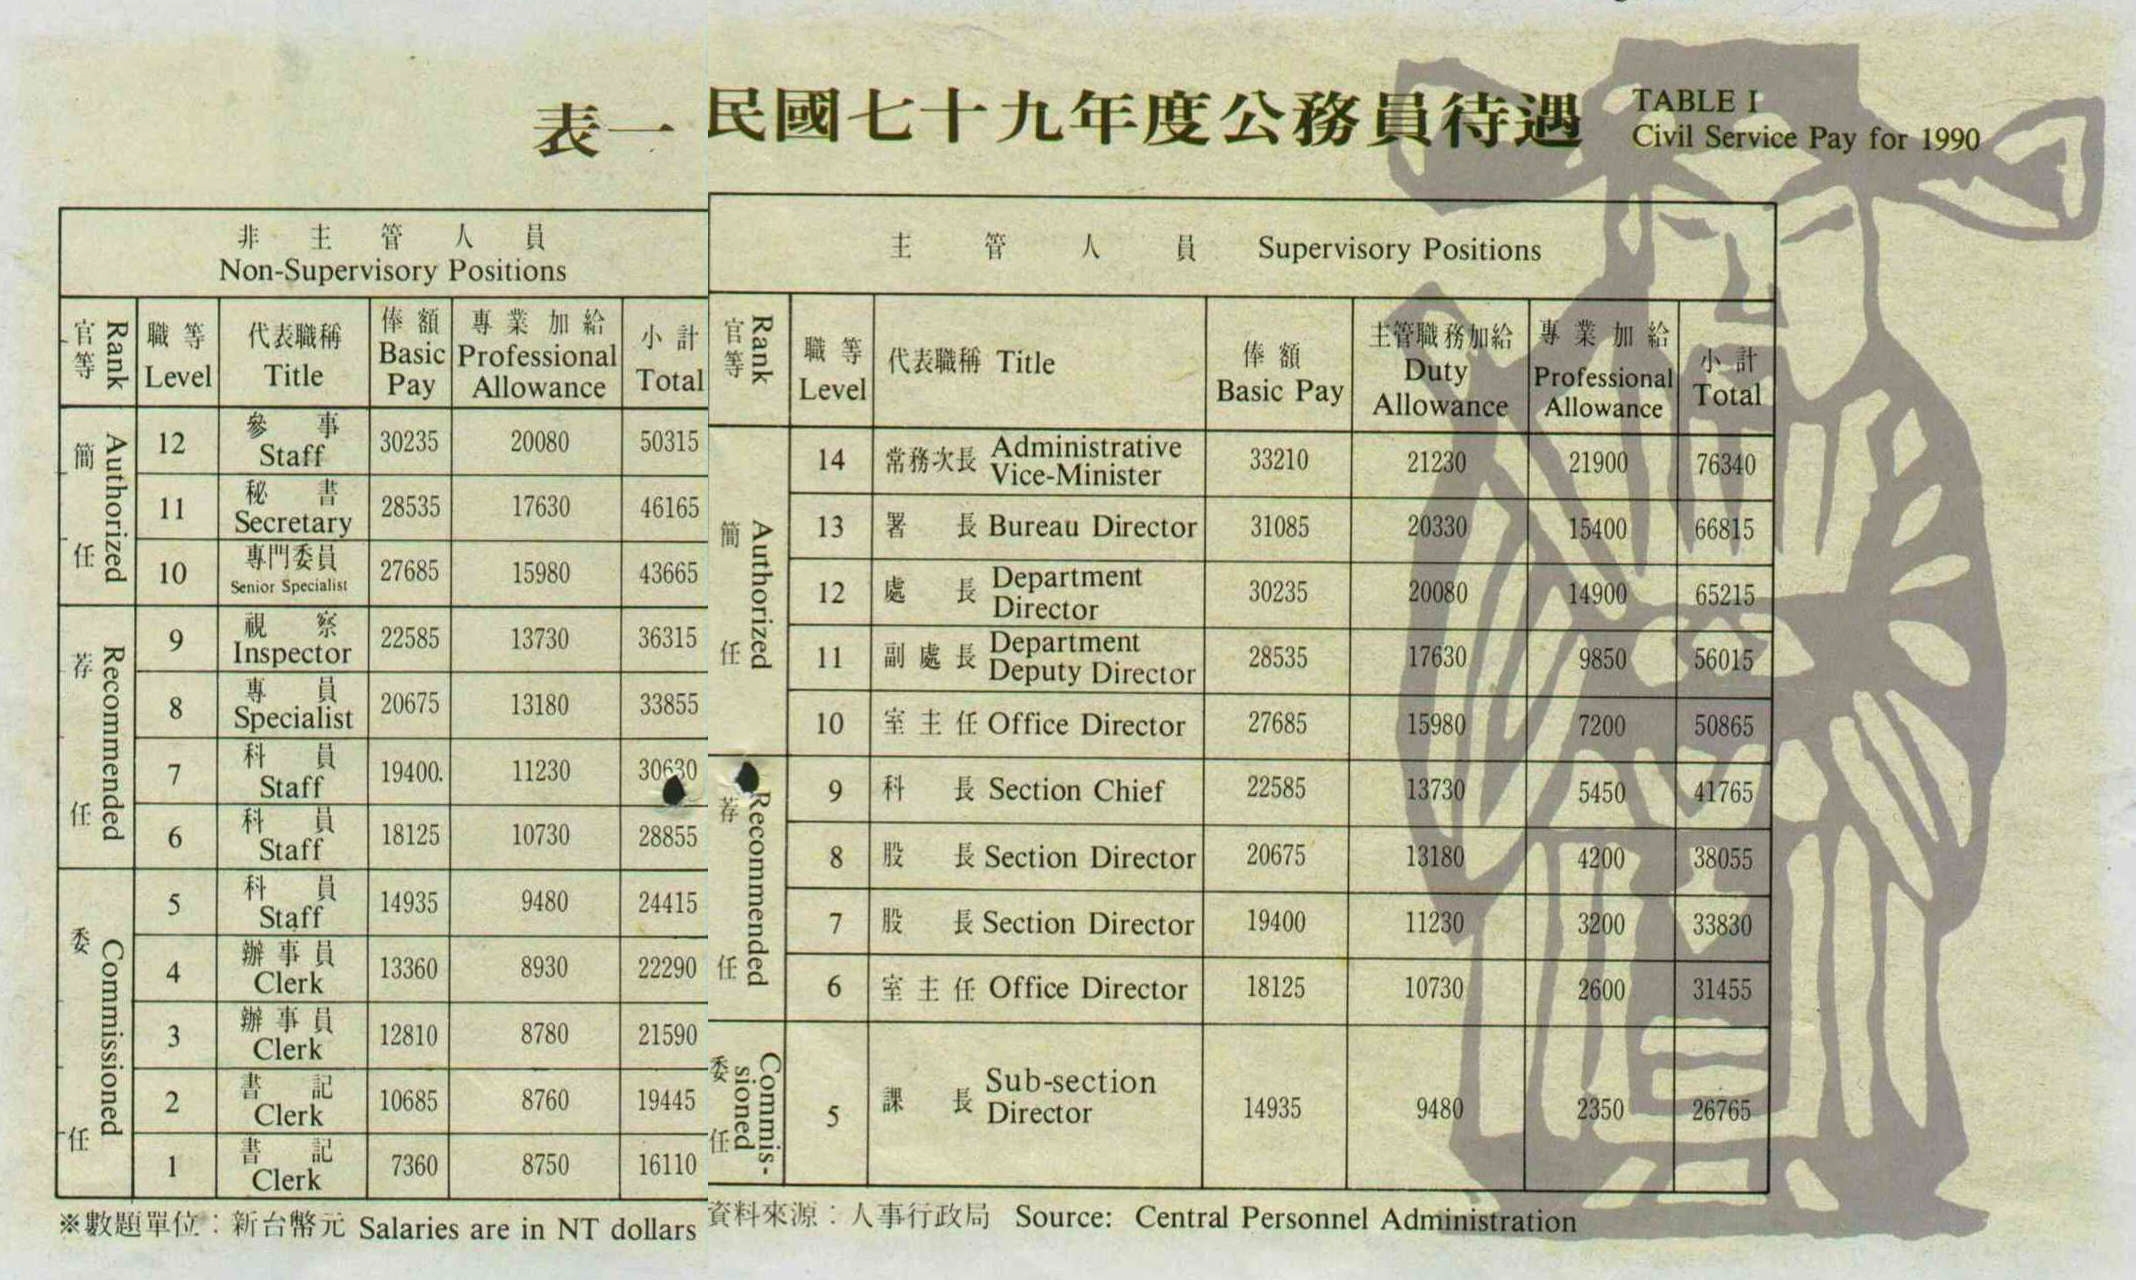 表一 民國七十九年度公務員待遇
TABLE I
Civil Service Pay for 1990
非主管人員
Non-Supervisory Positions
官等 Rank 職等 Level 代表職稱 Title 俸額 Basic Pay 專業加給 Professional Allowance 小計 Total
簡任 Authorized
12 參事 Staff 30235 20080 50315
11 秘書 Secretary 28535 17630 46165
10 專門委員 Senior Specialist 27685 15980 43665
荐任 Recommended
9 視察 Inspector 22585 13730 36315
8 專員 Specialist 20675 13180 33855
7 科員 Staff 19400. 11230 30630
6 科員 Staff 18125 10730 28855
委任 Commissioned
5 科員 Staff 14935 9480 24415
4 辦事員 Clerk 13360 8930 22290
3 辦事員 Clerk 12810 8780 21590
2 書記 Clerk 10685 8760 19445
1 書記 Clerk 7360 8750 16110
※數題單位：新台幣元 Salaries are in NT dollars
主管人員 Supervisory Positions
官等 Rank 職等 Level 代表職稱 Title 俸額 Basic Pay 主管職務加給 Duty Allowance 專業加給 Professional Allowance 小計 Total
簡任 Authorized
14 常務次長 Administrative Vice-Minister 33210 21230 21900 76340
13 署長 Bureau Director 31085 20330 15400 66815
12 處長 Department Director 30235 20080 14900 65215
11 副處長 Department Deputy Director 28535 17630 9850 56015
10 室主任 Office Director 27685 15980 7200 50865
荐任 Recommended
9 科長 Section Chief 22585 13730 5450 41765
8 股長 Section Director 20675 13180 4200 38055
7 股長 Section Director 19400 11230 3200 33830
6 室主任 Office Director 18125 10730 2600 31455
委任 Commis-sioned
5 課長 Sub-section Director 14935 9480 2350 26765
資料來源：人事行政局 Source: Central Personnel Administration